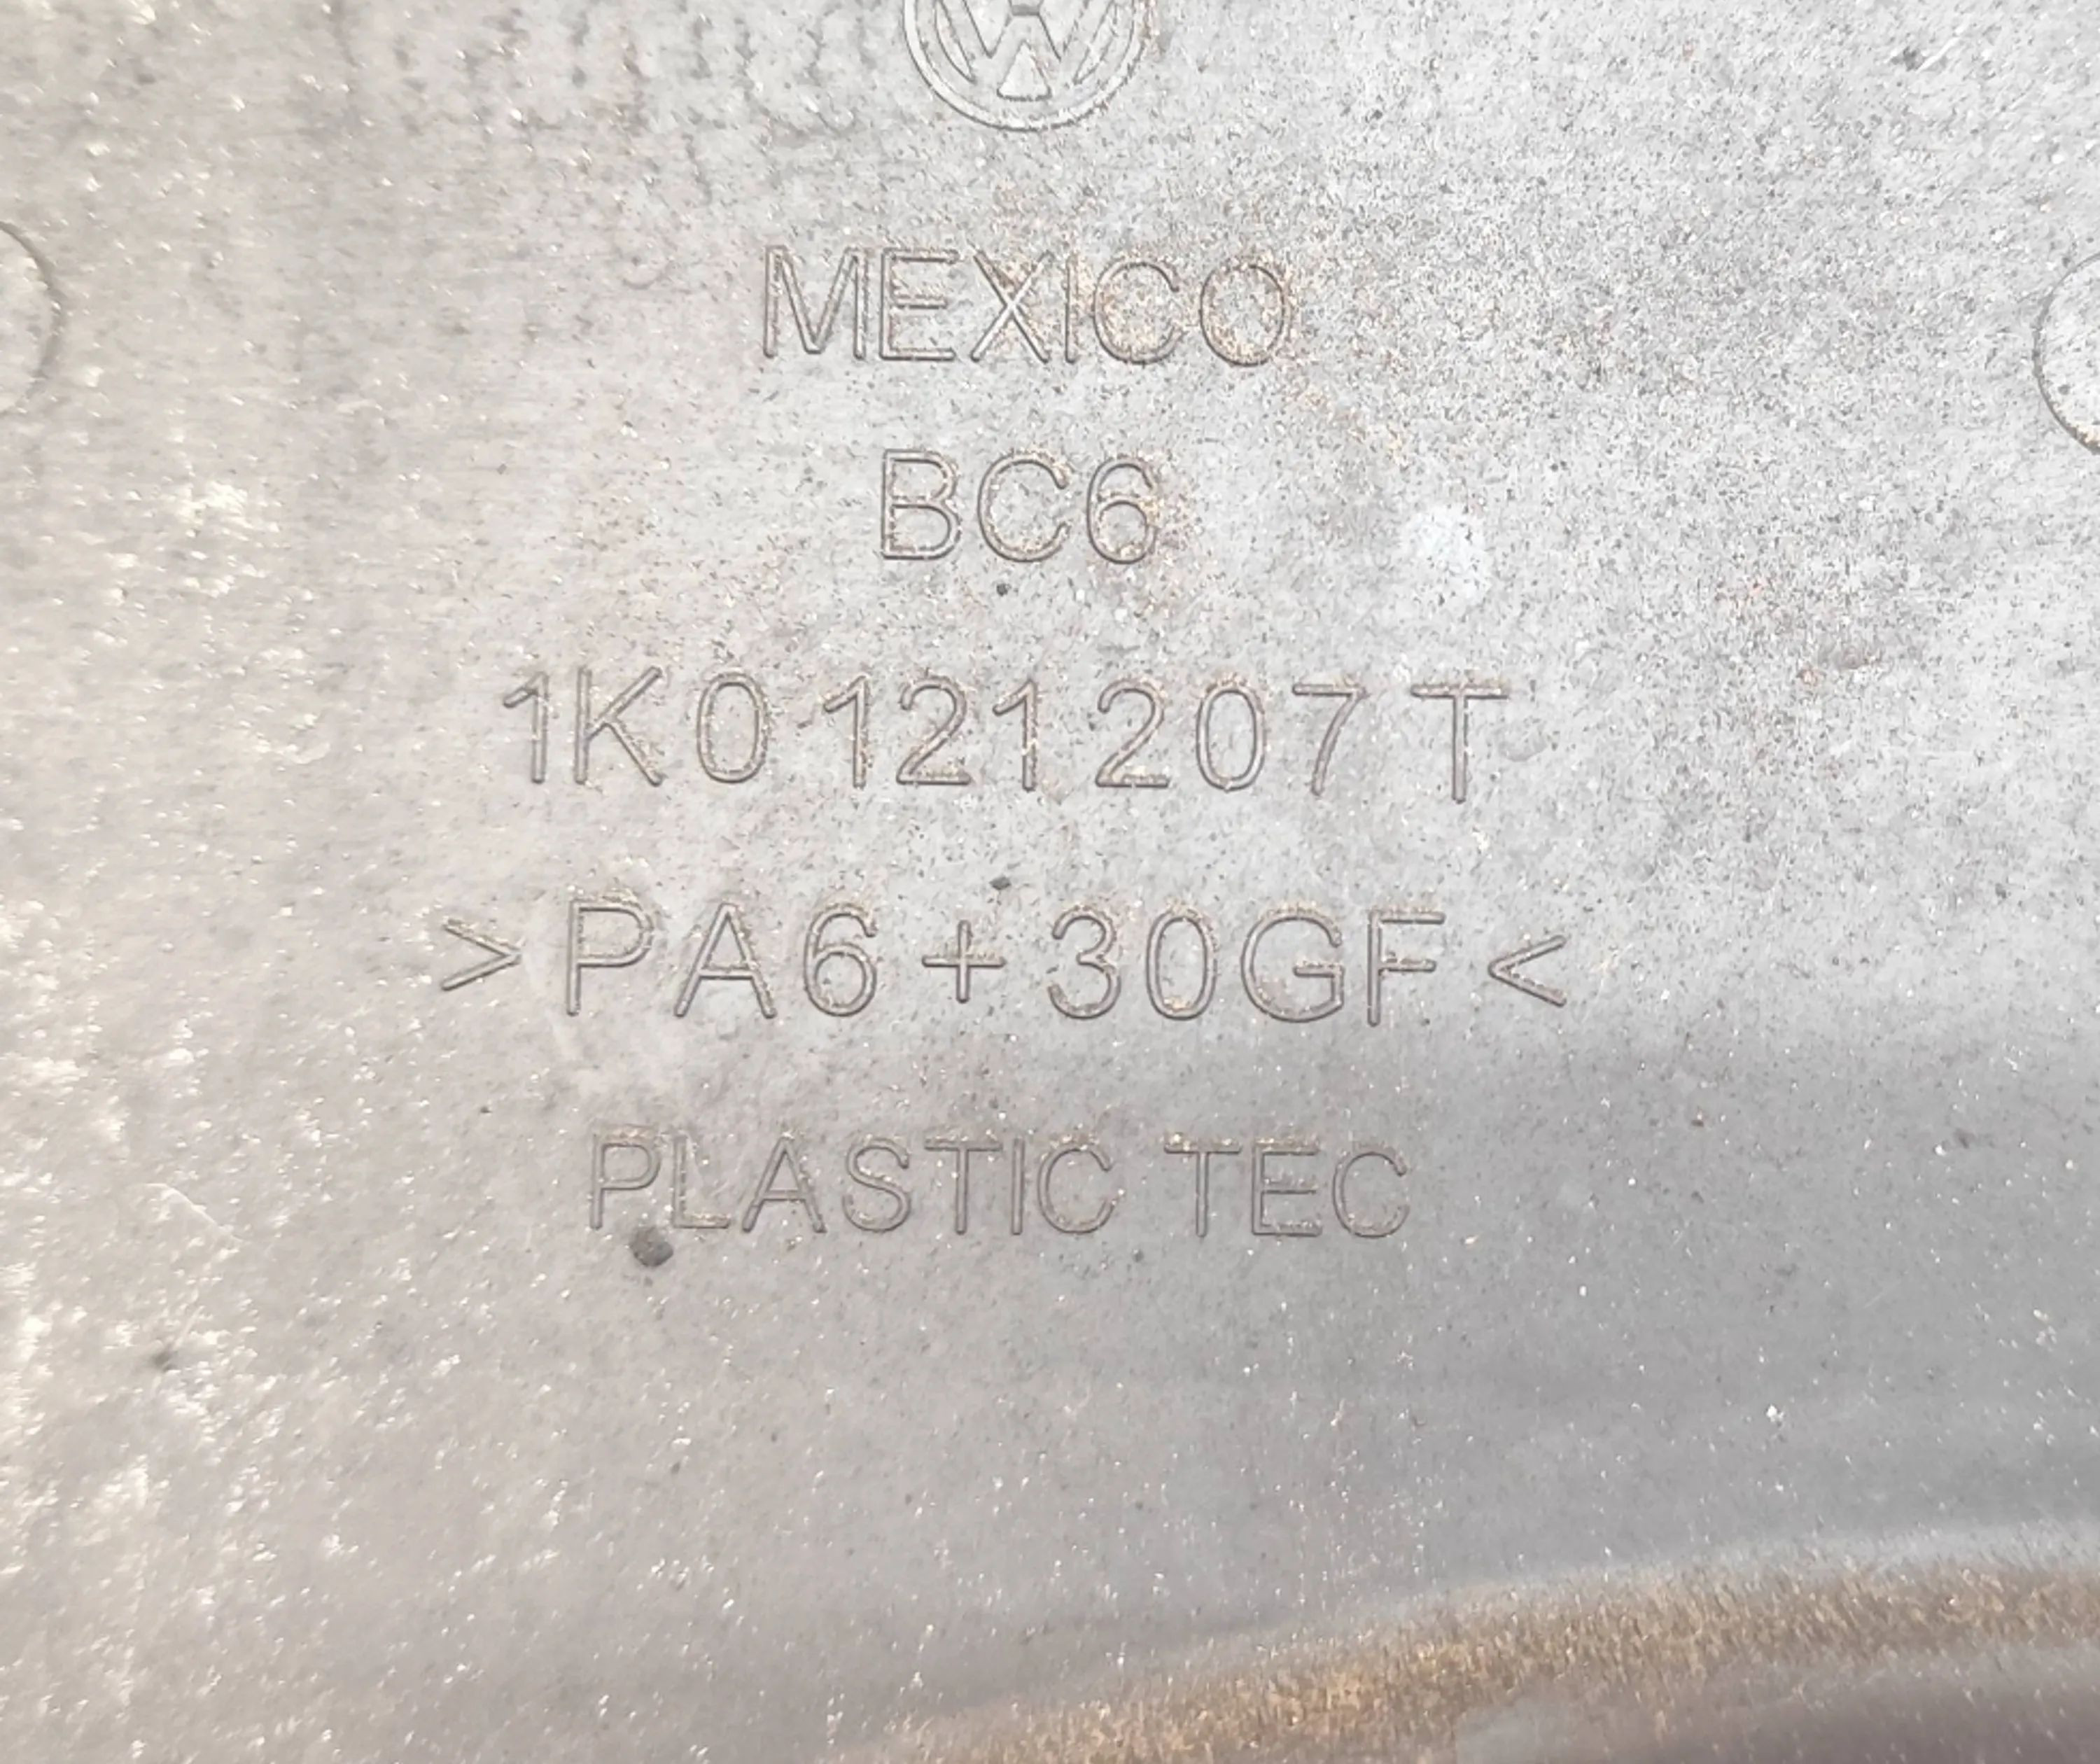 MEXICO
BC6
1K0 121 207 T
>PA6+30GF<
PLASTIC TEC